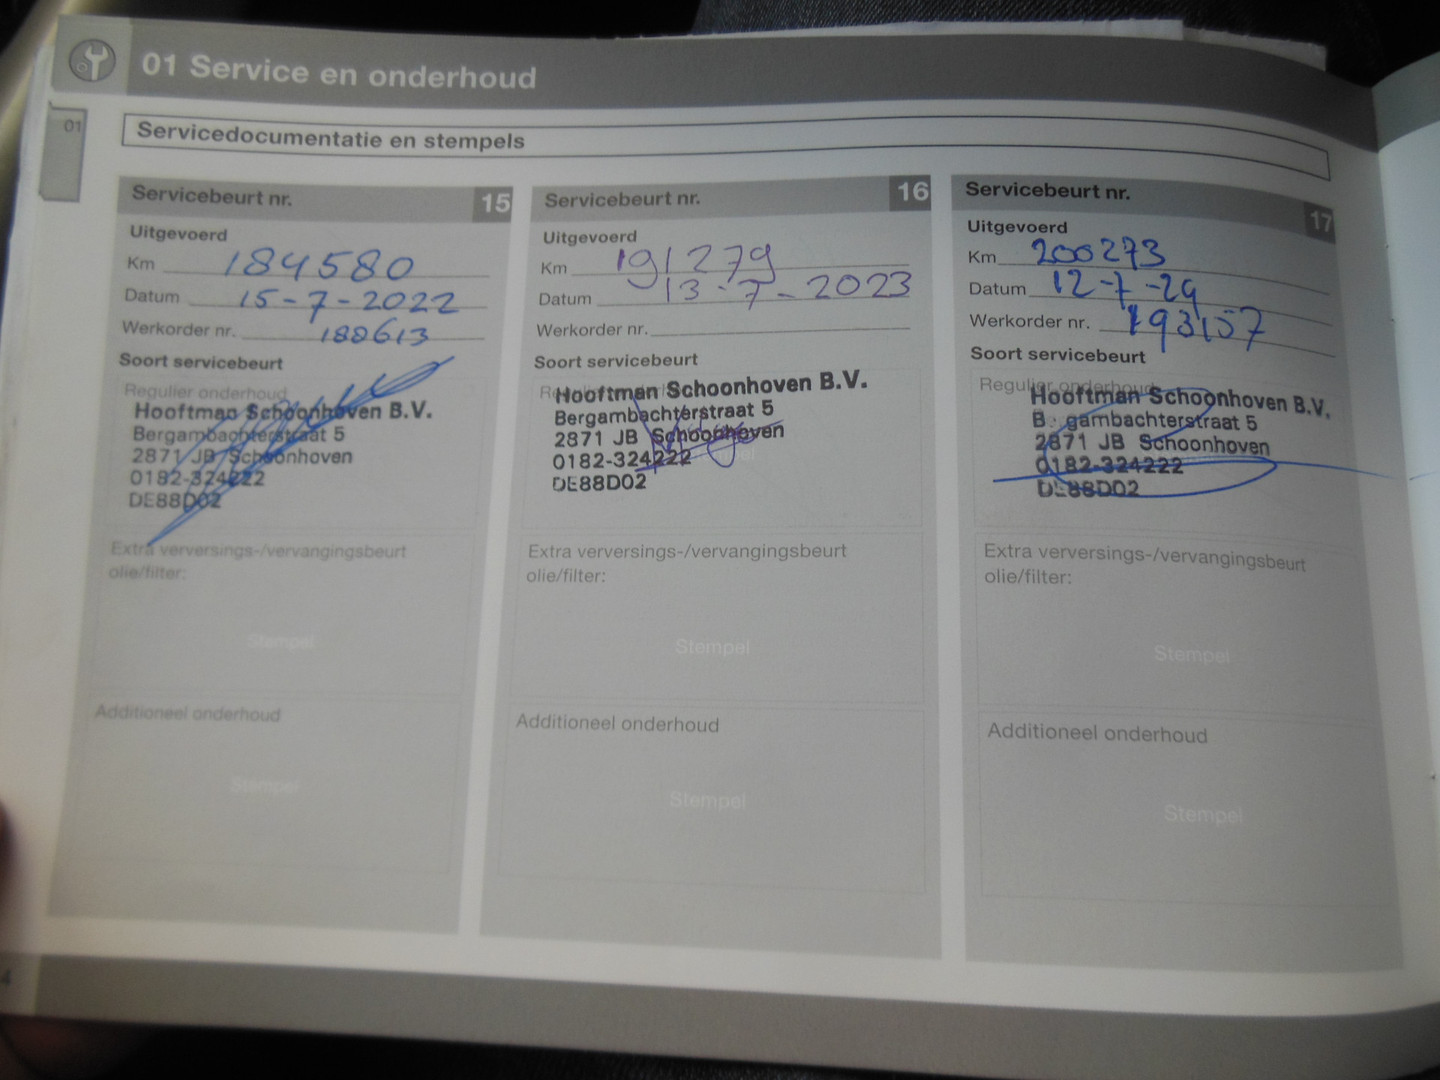 01 Service en onderhoud
01
Servicedocumentatie en stempels
Servicebeurt nr. 15
Uitgevoerd
Km 184580
Datum 15-7-2022
Werkorder nr. 188613
Soort servicebeurt
Regulier onderhoud
Hooftman Schoonhoven B.V.
Bergambachterstraat 5
2871 JB Schoonhoven
0182-324222
DE88D02
Extra verversings-/vervangingsbeurt
olie/filter:
Stempel
Additioneel onderhoud
Stempel
Servicebeurt nr. 16
Uitgevoerd
Km 191279
Datum 13-7-2023
Werkorder nr.
Soort servicebeurt
Hooftman Schoonhoven B.V.
Bergambachterstraat 5
2871 JB Schoonhoven
0182-324222
DE88D02
Extra verversings-/vervangingsbeurt
olie/filter:
Stempel
Additioneel onderhoud
Stempel
Servicebeurt nr. 17
Uitgevoerd
Km 200273
Datum 12-7-24
Werkorder nr. 193157
Soort servicebeurt
Regulier onderhoud
Hooftman Schoonhoven B.V.
Bergambachterstraat 5
2871 JB Schoonhoven
0182-324222
DE88D02
Extra verversings-/vervangingsbeurt
olie/filter:
Stempel
Additioneel onderhoud
Stempel
4